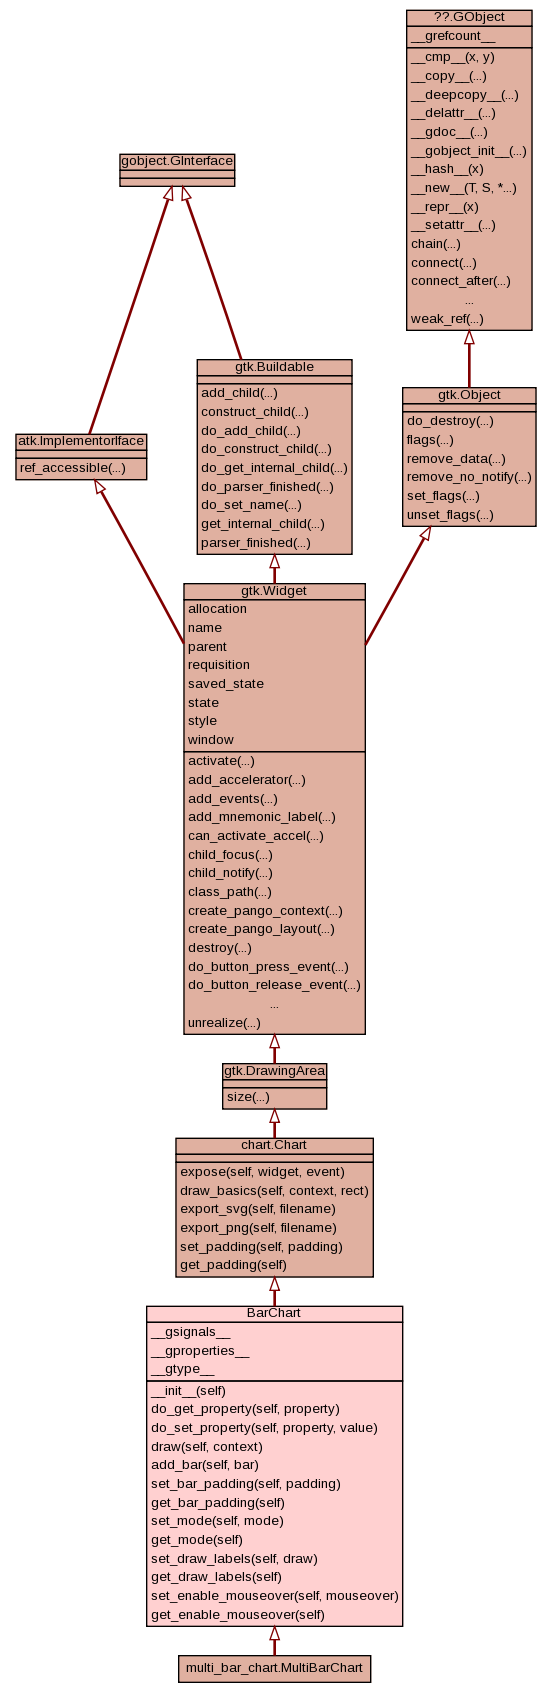 ??.GObject
__grefcount__
__cmp__(x, y)
__copy__(...)
__deepcopy__(...)
__delattr__(...)
__gdoc__(...)
__gobject_init__(...)
__hash__(x)
__new__(T, S, *...)
__repr__(x)
__setattr__(...)
chain(...)
connect(...)
connect_after(...)
...
weak_ref(...)
gobject.GInterface
gtk.Buildable
add_child(...)
construct_child(...)
do_add_child(...)
do_construct_child(...)
do_get_internal_child(...)
do_parser_finished(...)
do_set_name(...)
get_internal_child(...)
parser_finished(...)
gtk.Object
do_destroy(...)
flags(...)
remove_data(...)
remove_no_notify(...)
set_flags(...)
unset_flags(...)
atk.ImplementorIface
ref_accessible(...)
gtk.Widget
allocation
name
parent
requisition
saved_state
state
style
window
activate(...)
add_accelerator(...)
add_events(...)
add_mnemonic_label(...)
can_activate_accel(...)
child_focus(...)
child_notify(...)
class_path(...)
create_pango_context(...)
create_pango_layout(...)
destroy(...)
do_button_press_event(...)
do_button_release_event(...)
...
unrealize(...)
gtk.DrawingArea
size(...)
chart.Chart
expose(self, widget, event)
draw_basics(self, context, rect)
export_svg(self, filename)
export_png(self, filename)
set_padding(self, padding)
get_padding(self)
BarChart
__gsignals__
__gproperties__
__gtype__
__init__(self)
do_get_property(self, property)
do_set_property(self, property, value)
draw(self, context)
add_bar(self, bar)
set_bar_padding(self, padding)
get_bar_padding(self)
set_mode(self, mode)
get_mode(self)
set_draw_labels(self, draw)
get_draw_labels(self)
set_enable_mouseover(self, mouseover)
get_enable_mouseover(self)
multi_bar_chart.MultiBarChart